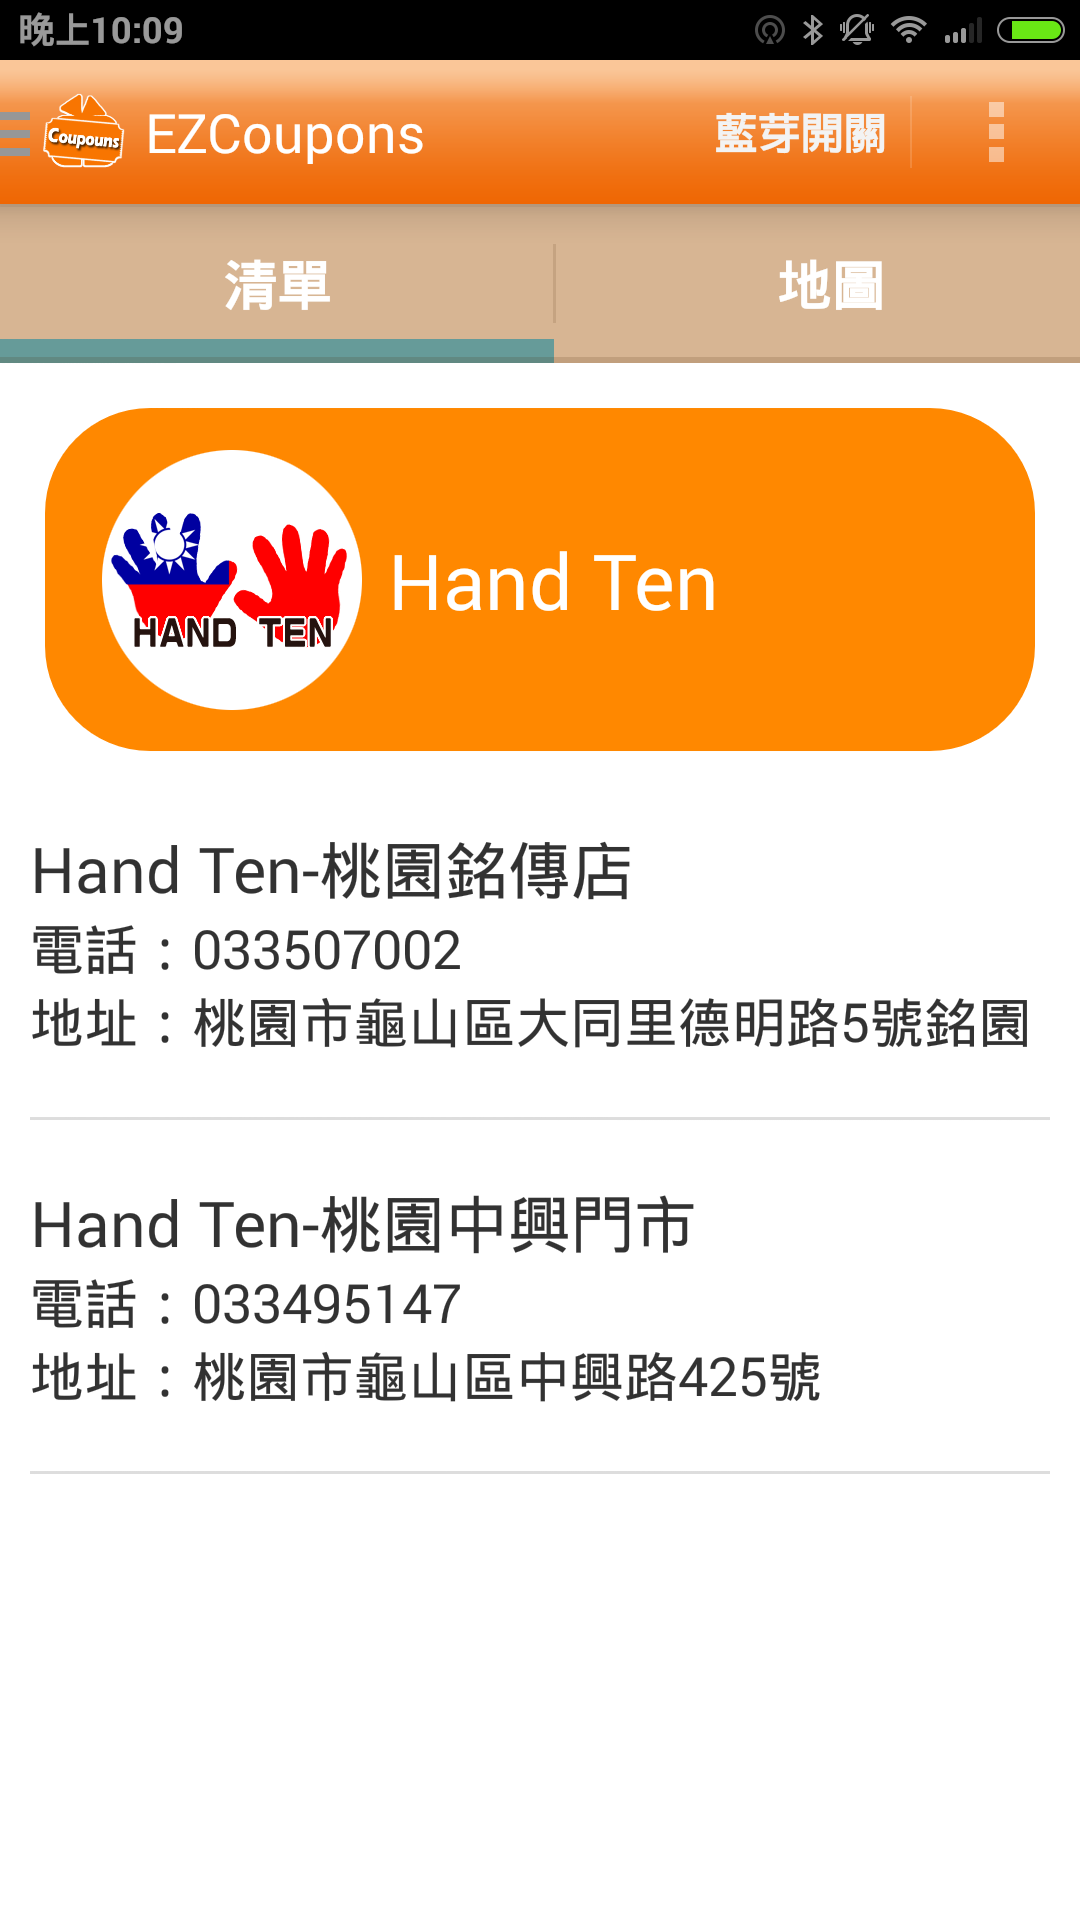 晚上10:09
Coupouns
EZCoupons
藍芽開關
清單
地圖
HAND TEN
Hand Ten
Hand Ten-桃園銘傳店
電話：033507002
地址：桃園市龜山區大同里德明路5號銘園
Hand Ten-桃園中興門市
電話：033495147
地址：桃園市龜山區中興路425號